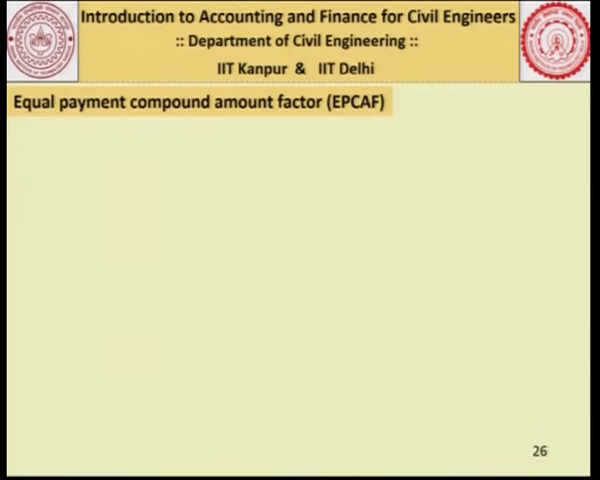 Introduction to Accounting and Finance for Civil Engineers
:: Department of Civil Engineering ::
IIT Kanpur & IIT Delhi
Equal payment compound amount factor (EPCAF)
26